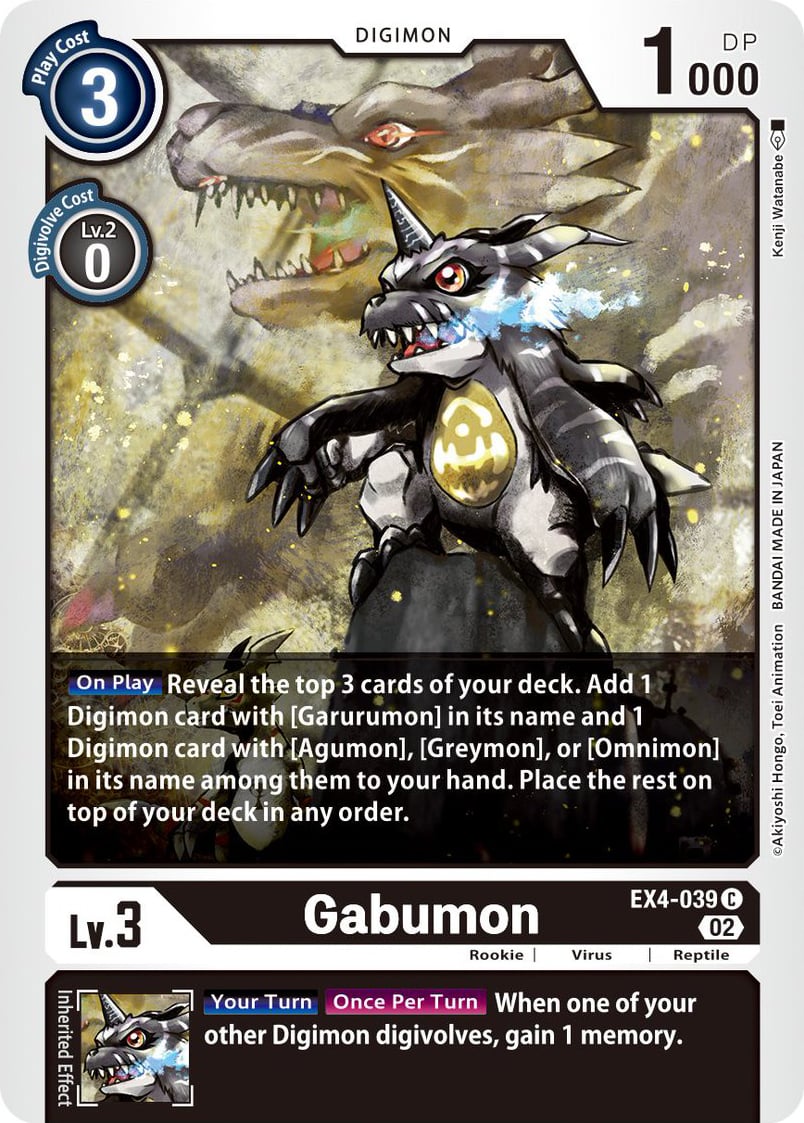 DIGIMON
Play Cost
3
1000
DP
Digivolve Cost
Lv.2
0
Kenji Watanabe
©Akiyoshi Hongo, Toei Animation BANDAI MADE IN JAPAN
On Play Reveal the top 3 cards of your deck. Add 1
Digimon card with [Garurumon] in its name and 1
Digimon card with [Agumon], [Greymon], or [Omnimon]
in its name among them to your hand. Place the rest on
top of your deck in any order.
Lv.3
Gabumon
EX4-039 C
02
Rookie | Virus | Reptile
Inherited Effect
Your Turn Once Per Turn When one of your
other Digimon digivolves, gain 1 memory.